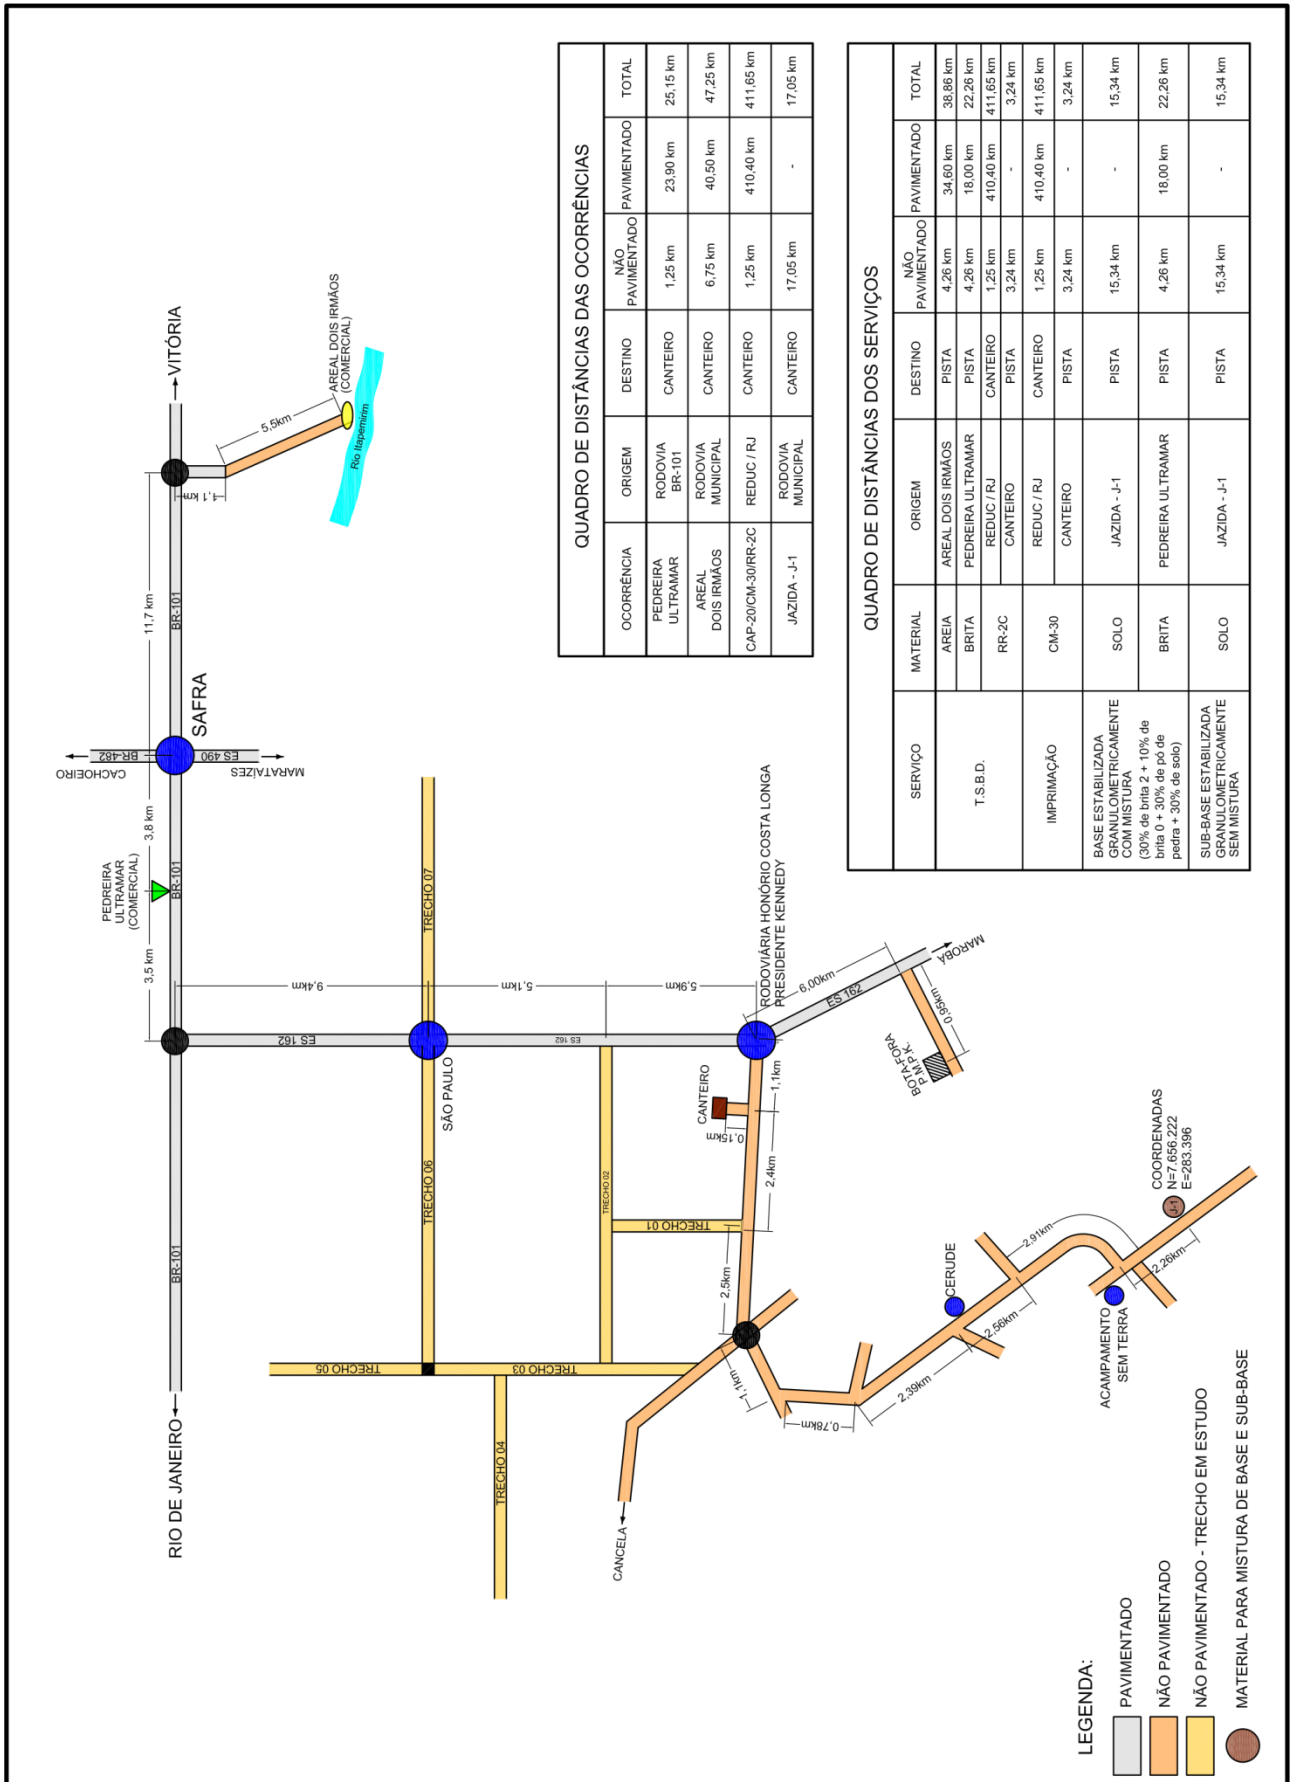 RIO DE JANEIRO
BR-101
3,5 km
PEDREIRA
ULTRAMAR
(COMERCIAL)
BR-101
3,8 km
CACHOEIRO
BR-482
ES 490
MARATAÍZES
SAFRA
11,7 km
BR-101
VITÓRIA
1,1 km
5,5km
AREAL DOIS IRMÃOS
(COMERCIAL)
Rio Itapemirim
ES 162
9,4km
TRECHO 05
TRECHO 06
SÃO PAULO
TRECHO 07
TRECHO 04
TRECHO 03
ES 162
5,1km
TRECHO 02
5,9km
TRECHO 01
CANTEIRO
0,15km
1,1km
2,4km
2,5km
RODOVIÁRIA HONÓRIO COSTA LONGA
PRESIDENTE KENNEDY
6,00km
ES 162
MAROBÁ
0,95km
BOTA-FORA
P.M.P.K.
CANCELA
1,1km
0,78km
2,39km
CERUDE
2,56km
2,91km
ACAMPAMENTO
SEM TERRA
2,26km
J-1
COORDENADAS
N=7.656.222
E=283.396
QUADRO DE DISTÂNCIAS DAS OCORRÊNCIAS
OCORRÊNCIA ORIGEM DESTINO NÃO PAVIMENTADO PAVIMENTADO TOTAL
PEDREIRA ULTRAMAR RODOVIA BR-101 CANTEIRO 1,25 km 23,90 km 25,15 km
AREAL DOIS IRMÃOS RODOVIA MUNICIPAL CANTEIRO 6,75 km 40,50 km 47,25 km
CAP-20/CM-30/RR-2C REDUC / RJ CANTEIRO 1,25 km 410,40 km 411,65 km
JAZIDA - J-1 RODOVIA MUNICIPAL CANTEIRO 17,05 km - 17,05 km
QUADRO DE DISTÂNCIAS DOS SERVIÇOS
SERVIÇO MATERIAL ORIGEM DESTINO NÃO PAVIMENTADO PAVIMENTADO TOTAL
T.S.B.D. AREIA AREAL DOIS IRMÃOS PISTA 4,26 km 34,60 km 38,86 km
BRITA PEDREIRA ULTRAMAR PISTA 4,26 km 18,00 km 22,26 km
RR-2C REDUC / RJ CANTEIRO 1,25 km 410,40 km 411,65 km
CANTEIRO PISTA 3,24 km - 3,24 km
IMPRIMAÇÃO CM-30 REDUC / RJ CANTEIRO 1,25 km 410,40 km 411,65 km
CANTEIRO PISTA 3,24 km - 3,24 km
BASE ESTABILIZADA
GRANULOMETRICAMENTE
COM MISTURA
(30% de brita 2 + 10% de
brita 0 + 30% de pó de
pedra + 30% de solo)
SOLO JAZIDA - J-1 PISTA 15,34 km - 15,34 km
BRITA PEDREIRA ULTRAMAR PISTA 4,26 km 18,00 km 22,26 km
SUB-BASE ESTABILIZADA
GRANULOMETRICAMENTE
SEM MISTURA
SOLO JAZIDA - J-1 PISTA 15,34 km - 15,34 km
LEGENDA:
PAVIMENTADO
NÃO PAVIMENTADO
NÃO PAVIMENTADO - TRECHO EM ESTUDO
MATERIAL PARA MISTURA DE BASE E SUB-BASE